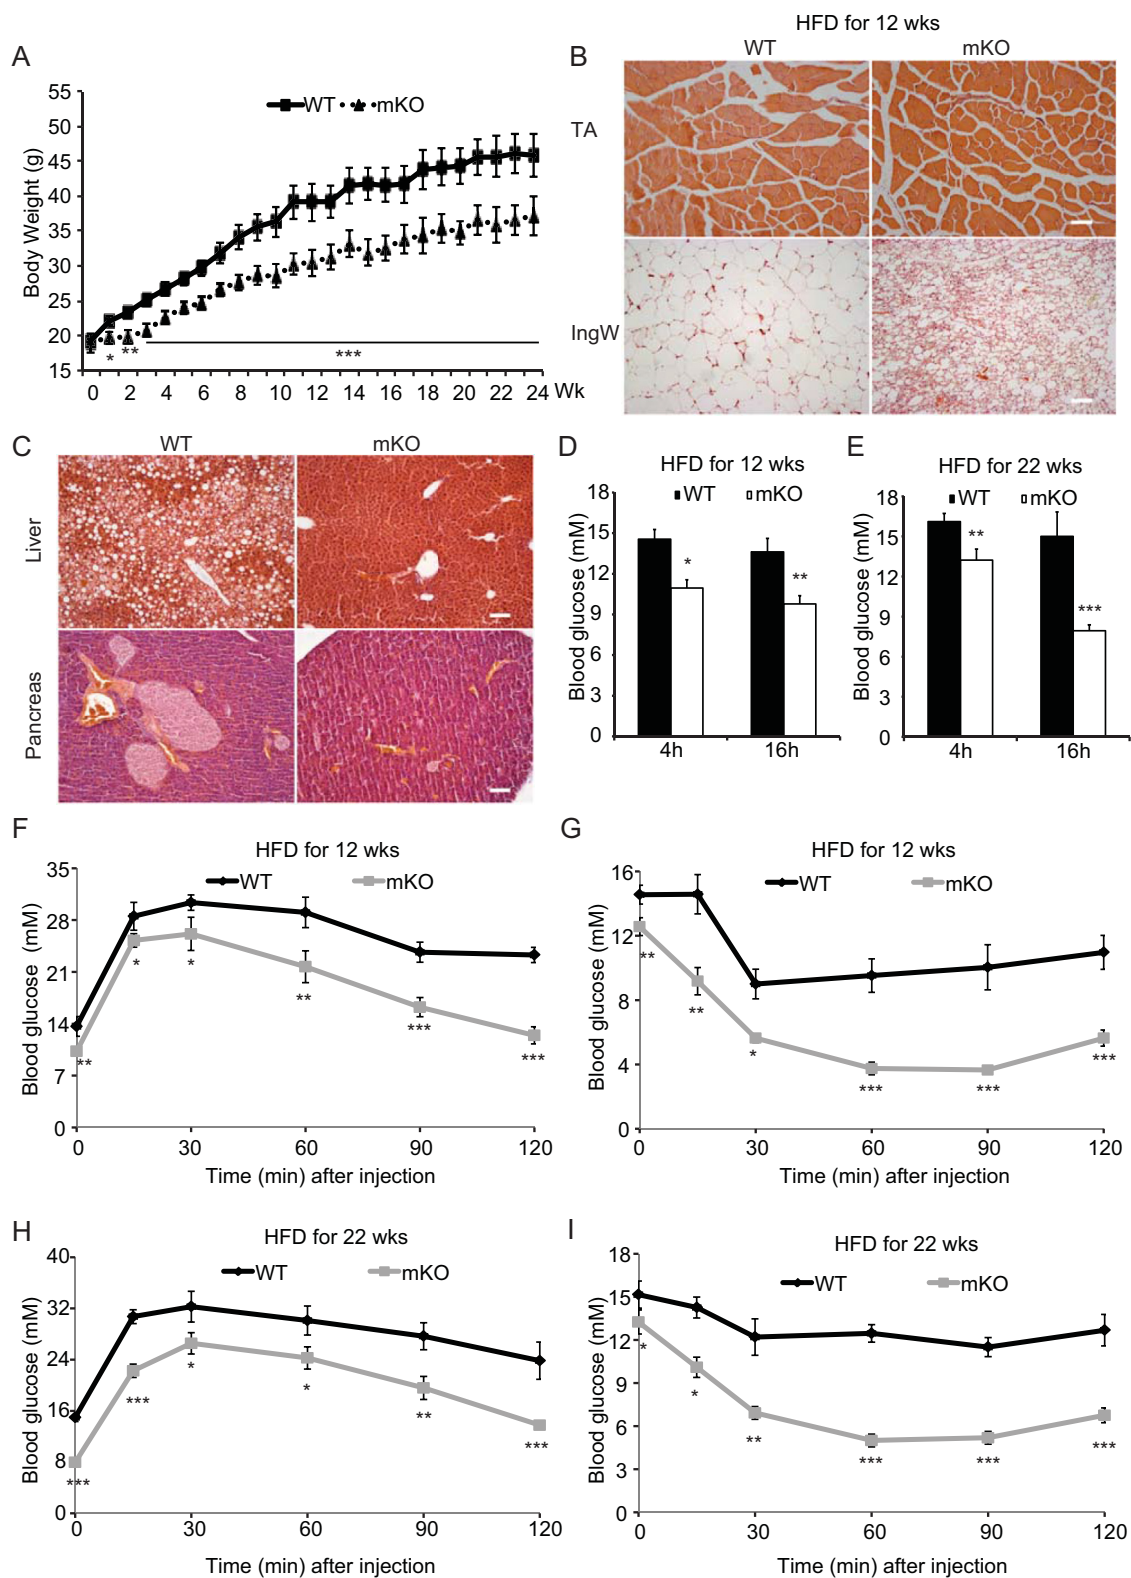 HFD for 12 wks
A
B
WT
mKO
55
50
45
40
35
30
25
20
15
Body Weight (g)
WT
mKO
*
**
***
0 2 4 6 8 10 12 14 16 18 20 22 24 Wk
TA
IngW
C
WT
mKO
Liver
Pancreas
D
HFD for 12 wks
WT
mKO
18
15
12
9
6
3
0
Blood glucose (mM)
*
**
4h
16h
E
HFD for 22 wks
WT
mKO
18
15
12
9
6
3
0
Blood glucose (mM)
**
***
4h
16h
F
HFD for 12 wks
WT
mKO
35
28
21
14
7
0
Blood glucose (mM)
**
*
*
**
***
***
0 30 60 90 120
Time (min) after injection
G
HFD for 12 wks
WT
mKO
16
12
8
4
0
Blood glucose (mM)
**
**
*
***
***
***
0 30 60 90 120
Time (min) after injection
H
HFD for 22 wks
WT
mKO
40
32
24
16
8
0
Blood glucose (mM)
***
***
*
*
**
***
0 30 60 90 120
Time (min) after injection
I
HFD for 22 wks
WT
mKO
18
15
12
9
6
3
0
Blood glucose (mM)
*
*
**
***
***
***
0 30 60 90 120
Time (min) after injection